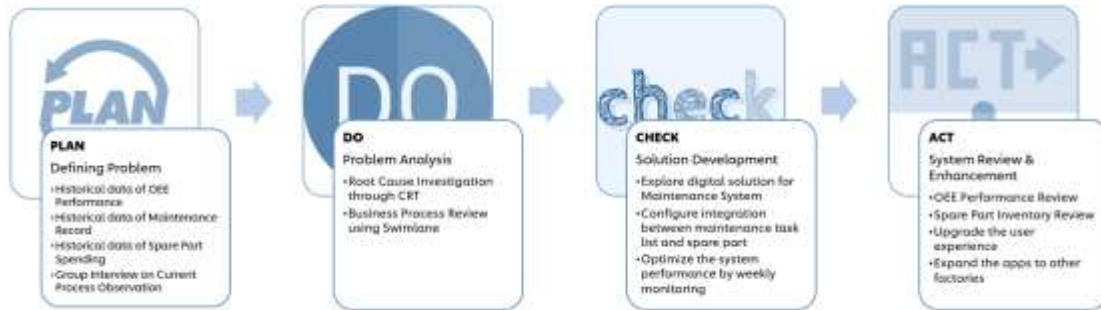 PLAN
PLAN
Defining Problem
•Historical data of OEE
Performance
•Historical data of Maintenance
Record
•Historical data of Spare Part
Spending
•Group Interview on Current
Process Observation
DO
DO
Problem Analysis
•Root Cause Investigation
through CRT
•Business Process Review
using Swimlane
check
CHECK
Solution Development
•Explore digital solution for
Maintenance System
•Configure integration
between maintenance task
list and spare part
•Optimize the system
performance by weekly
monitoring
ACT
ACT
System Review &
Enhancement
•OEE Performance Review
•Spare Part Inventory Review
•Upgrade the user
experience
•Expand the apps to other
factories